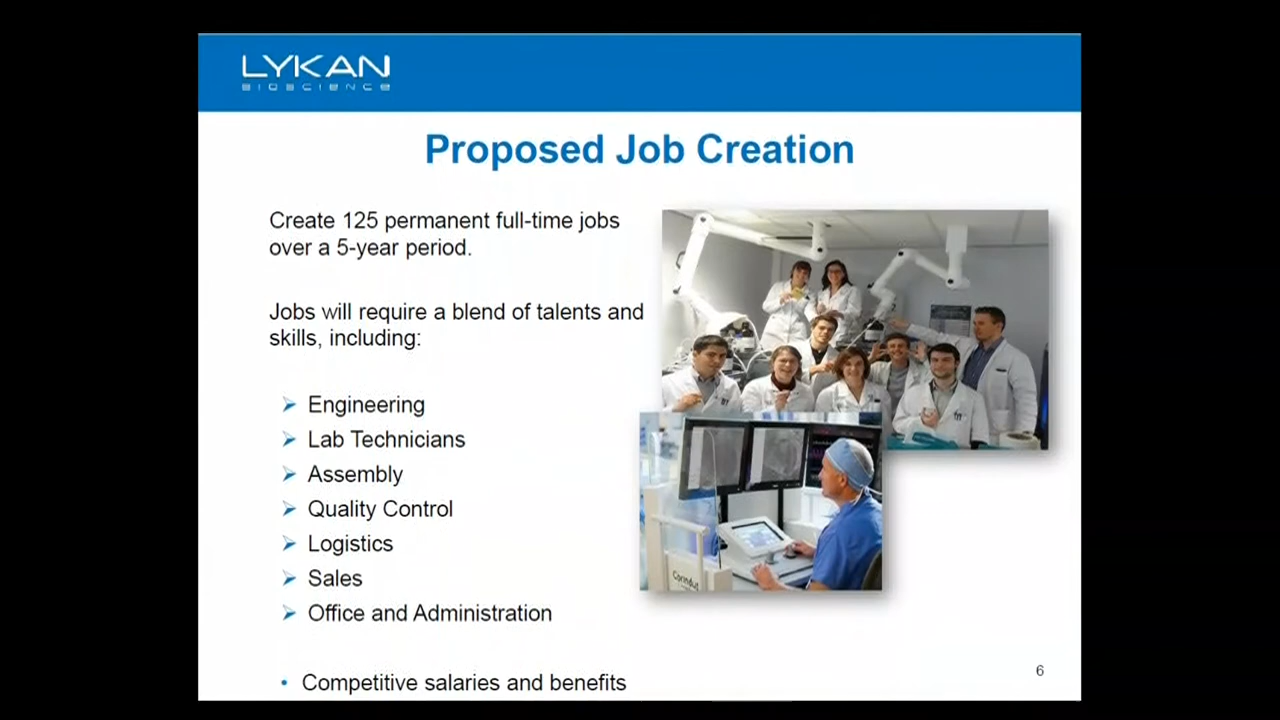 LYKAN
BIOSCIENCE
Proposed Job Creation
Create 125 permanent full-time jobs
over a 5-year period.
Jobs will require a blend of talents and
skills, including:
Engineering
Lab Technicians
Assembly
Quality Control
Logistics
Sales
Office and Administration
Competitive salaries and benefits
Corindus
6